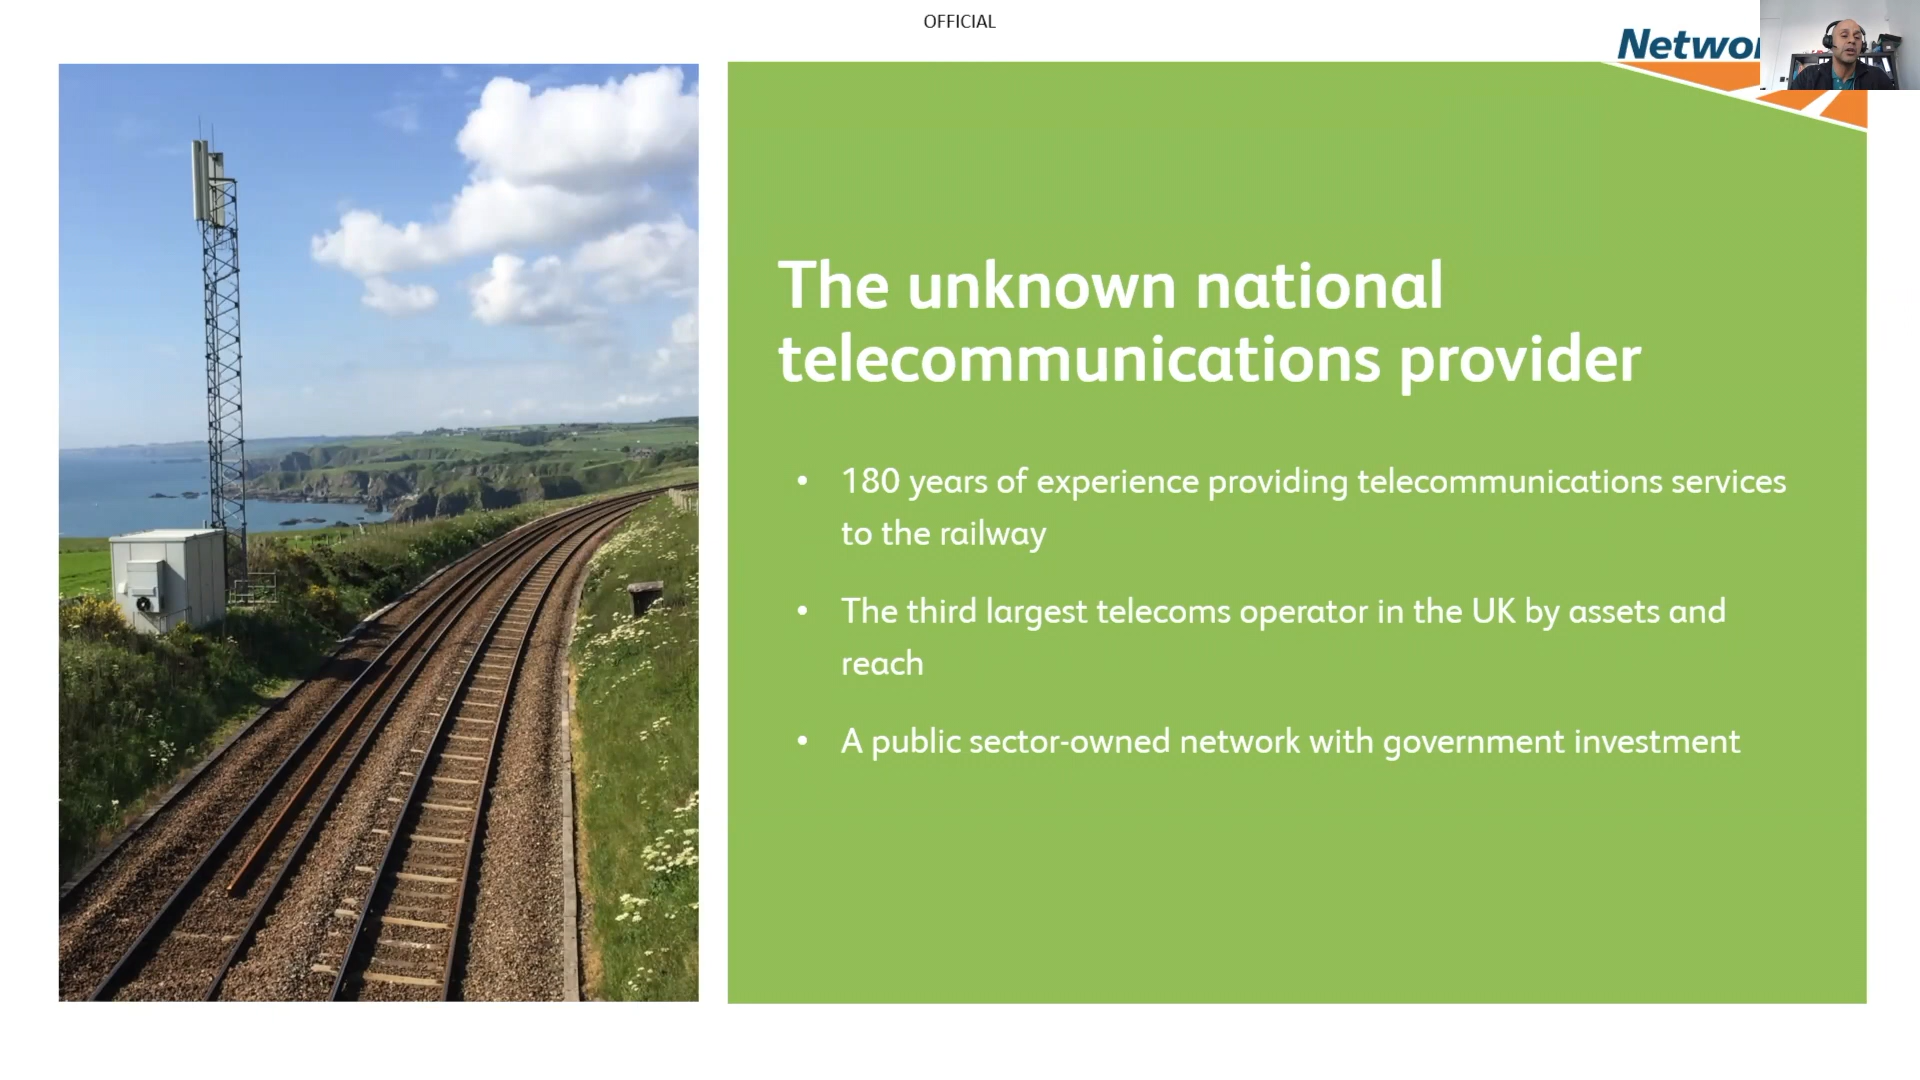 OFFICIAL
Networ
The unknown national
telecommunications provider
• 180 years of experience providing telecommunications services
to the railway
• The third largest telecoms operator in the UK by assets and
reach
• A public sector-owned network with government investment